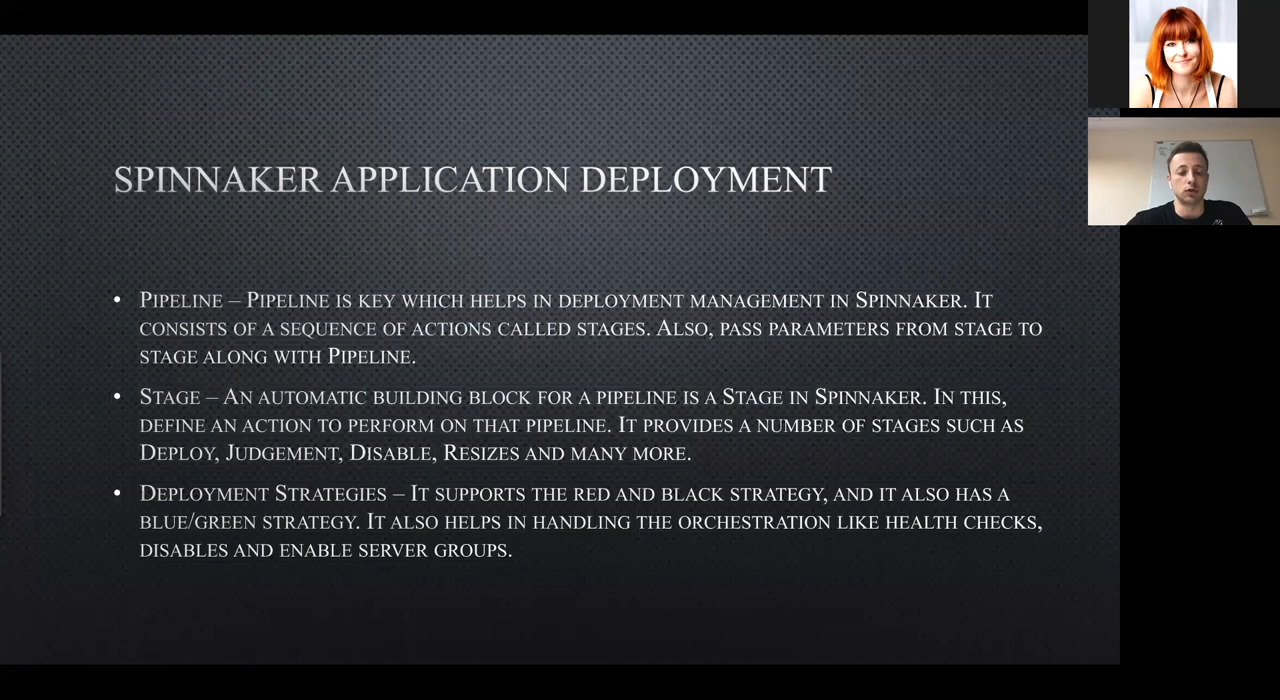 SPINNAKER APPLICATION DEPLOYMENT
• PIPELINE – PIPELINE IS KEY WHICH HELPS IN DEPLOYMENT MANAGEMENT IN SPINNAKER. IT
CONSISTS OF A SEQUENCE OF ACTIONS CALLED STAGES. ALSO, PASS PARAMETERS FROM STAGE TO
STAGE ALONG WITH PIPELINE.
• STAGE – AN AUTOMATIC BUILDING BLOCK FOR A PIPELINE IS A STAGE IN SPINNAKER. IN THIS,
DEFINE AN ACTION TO PERFORM ON THAT PIPELINE. IT PROVIDES A NUMBER OF STAGES SUCH AS
DEPLOY, JUDGEMENT, DISABLE, RESIZES AND MANY MORE.
• DEPLOYMENT STRATEGIES – IT SUPPORTS THE RED AND BLACK STRATEGY, AND IT ALSO HAS A
BLUE/GREEN STRATEGY. IT ALSO HELPS IN HANDLING THE ORCHESTRATION LIKE HEALTH CHECKS,
DISABLES AND ENABLE SERVER GROUPS.